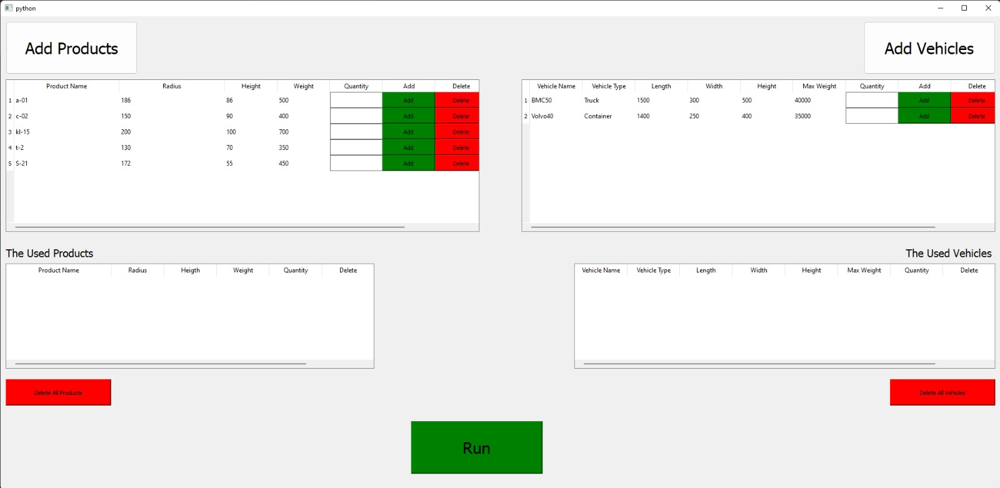 python
Add Products
Add Vehicles
Product Name Radius Height Weight Quantity Add Delete
1 a-01 186 86 500 Add Delete
2 c-02 150 90 400 Add Delete
3 kl-15 200 100 700 Add Delete
4 t-2 130 70 350 Add Delete
5 S-21 172 55 450 Add Delete
Vehicle Name Vehicle Type Length Width Height Max Weight Quantity Add Delete
1 BMC50 Truck 1500 300 500 40000 Add Delete
2 Volvo40 Container 1400 250 400 35000 Add Delete
The Used Products
Product Name Radius Heigth Weight Quantity Delete
The Used Vehicles
Vehicle Name Vehicle Type Length Width Height Max Weight Quantity Delete
Delete All Products
Delete All Vehicles
Run